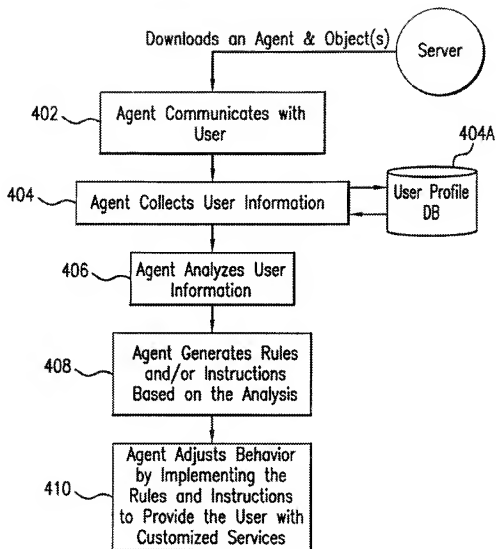 Downloads an Agent & Object(s)
Server
402
Agent Communicates with
User
404A
404
Agent Collects User Information
User Profile
DB
406
Agent Analyzes User
Information
408
Agent Generates Rules
and/or Instructions
Based on the Analysis
410
Agent Adjusts Behavior
by Implementing the
Rules and Instructions
to Provide the User with
Customized Services